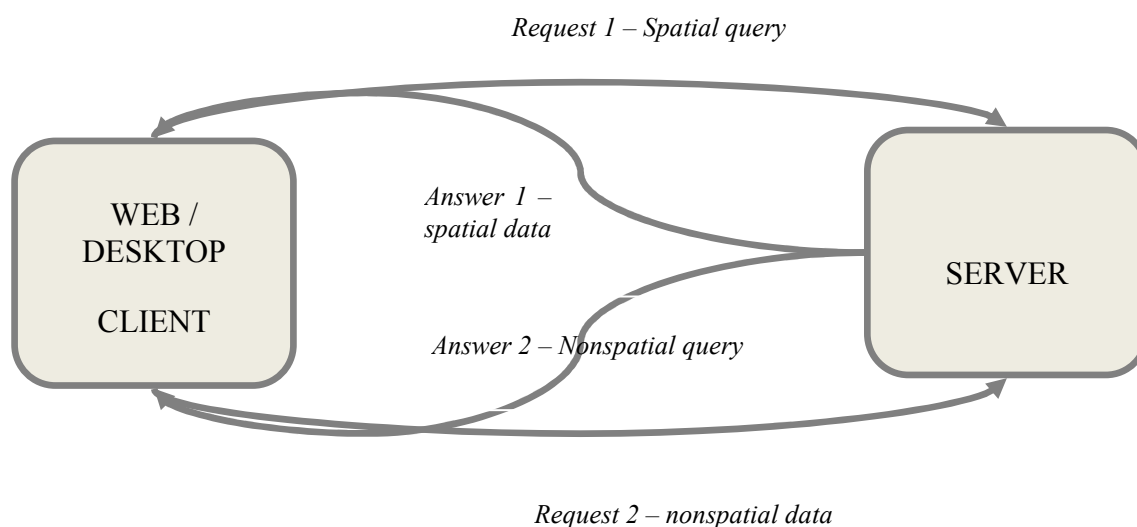 Request 1 – Spatial query
WEB /
DESKTOP
CLIENT
Answer 1 –
spatial data
SERVER
Answer 2 – Nonspatial query
Request 2 – nonspatial data